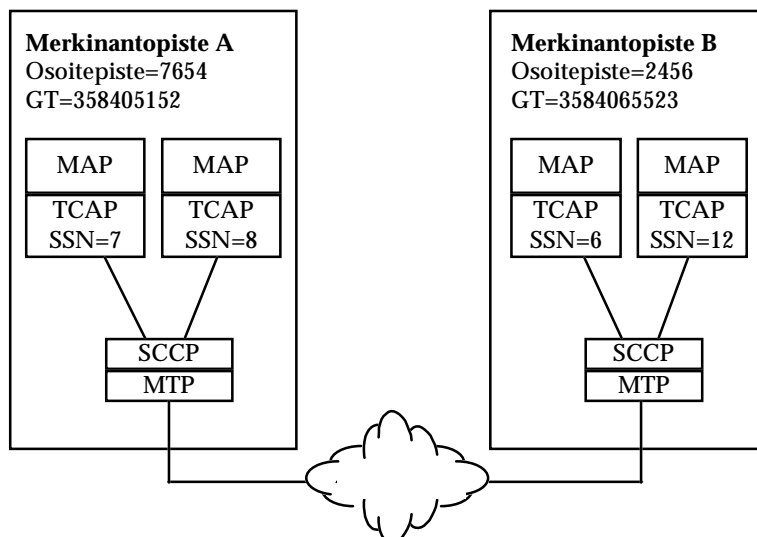 Merkinantopiste A
Osoitepiste=7654
GT=358405152
MAP
MAP
TCAP
SSN=7
TCAP
SSN=8
SCCP
MTP
Merkinantopiste B
Osoitepiste=2456
GT=3584065523
MAP
MAP
TCAP
SSN=6
TCAP
SSN=12
SCCP
MTP